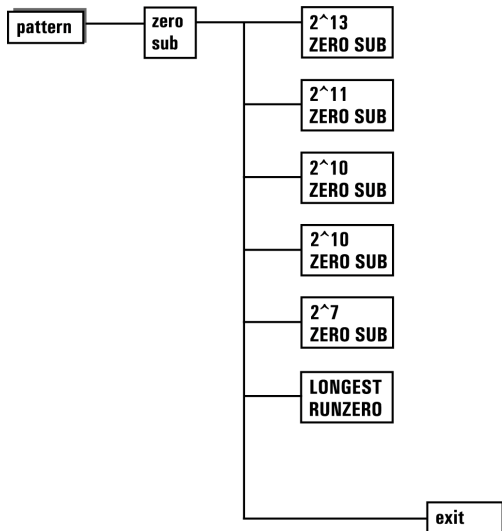 pattern
zero
sub
2^13
ZERO SUB
2^11
ZERO SUB
2^10
ZERO SUB
2^10
ZERO SUB
2^7
ZERO SUB
LONGEST
RUNZERO
exit